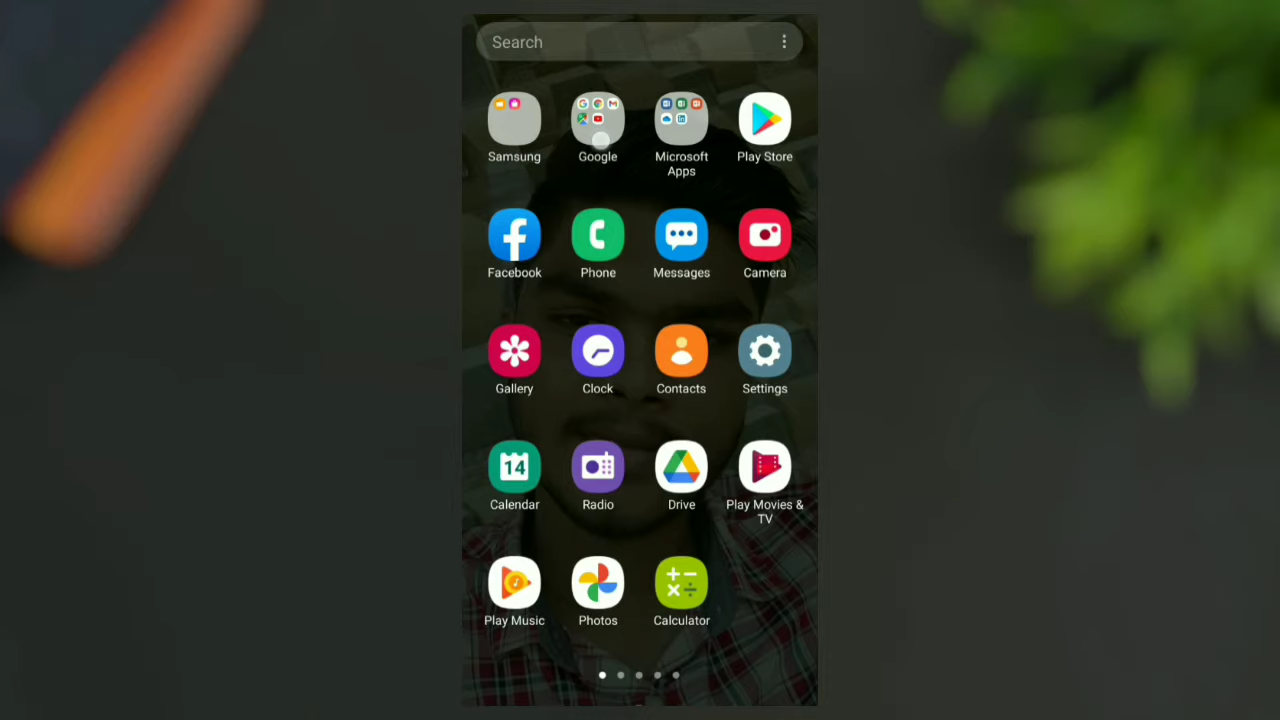 Search
Samsung
Google
Microsoft
Apps
Play Store
Facebook
Phone
Messages
Camera
Gallery
Clock
Contacts
Settings
14
Calendar
Radio
Drive
Play Movies &
TV
Play Music
Photos
Calculator